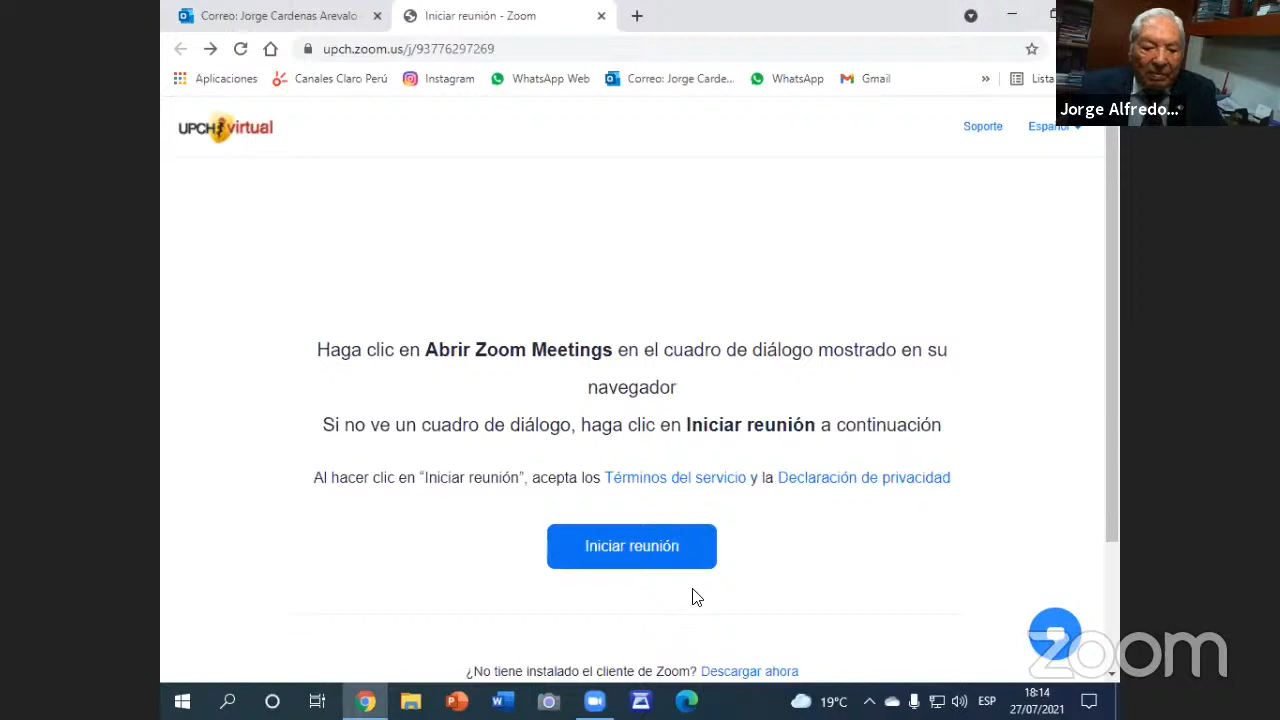 Correo: Jorge Cardenas Arevalo
Iniciar reunión - Zoom
upch.zoom.us/j/93776297269
Aplicaciones
Canales Claro Perú
Instagram
WhatsApp Web
Correo: Jorge Carde...
WhatsApp
Gmail
»
Lista
Jorge Alfredo...
UPCH virtual
Soporte
Español
Haga clic en Abrir Zoom Meetings en el cuadro de diálogo mostrado en su
navegador
Si no ve un cuadro de diálogo, haga clic en Iniciar reunión a continuación
Al hacer clic en “Iniciar reunión”, acepta los Términos del servicio y la Declaración de privacidad
Iniciar reunión
¿No tiene instalado el cliente de Zoom? Descargar ahora
zoom
19°C
ESP
18:14
27/07/2021